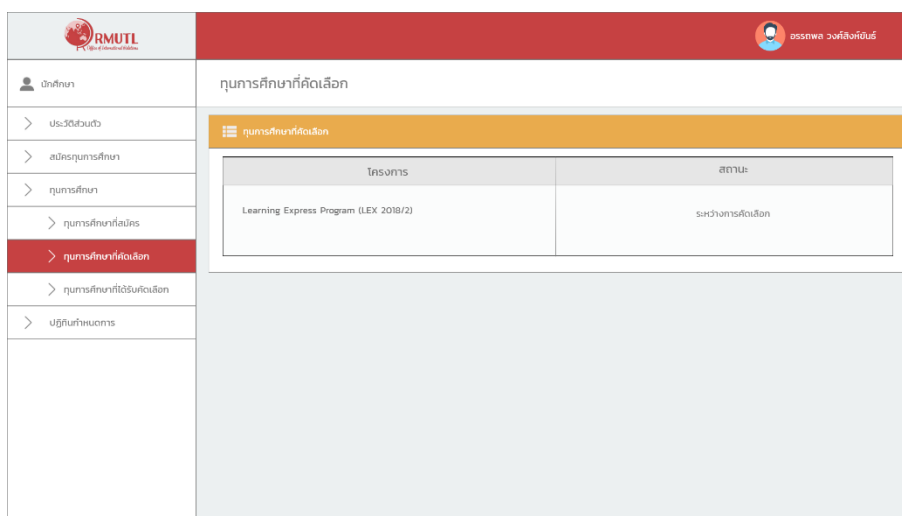 RMUTL
Office of International Relations
อรรถพล วงศ์สิงห์ขันธ์
นักศึกษา
ทุนการศึกษาที่คัดเลือก
ประวัติส่วนตัว
สมัครทุนการศึกษา
ทุนการศึกษา
ทุนการศึกษาที่สมัคร
ทุนการศึกษาที่คัดเลือก
ทุนการศึกษาที่ได้รับคัดเลือก
ปฏิทินกำหนดการ
ทุนการศึกษาที่คัดเลือก
โครงการ
สถานะ
Learning Express Program (LEX 2018/2)
ระหว่างการคัดเลือก